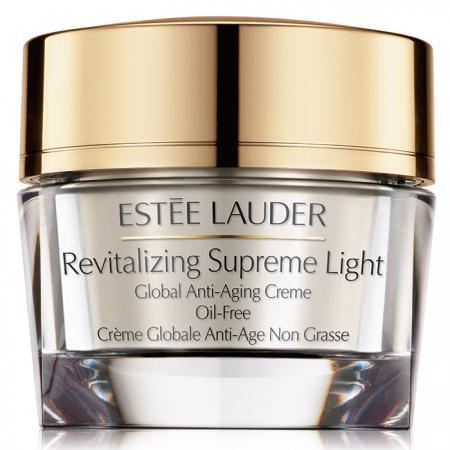 ESTĒE LAUDER
Revitalizing Supreme Light
Global Anti-Aging Creme
Oil-Free
Crème Globale Anti-Age Non Grasse